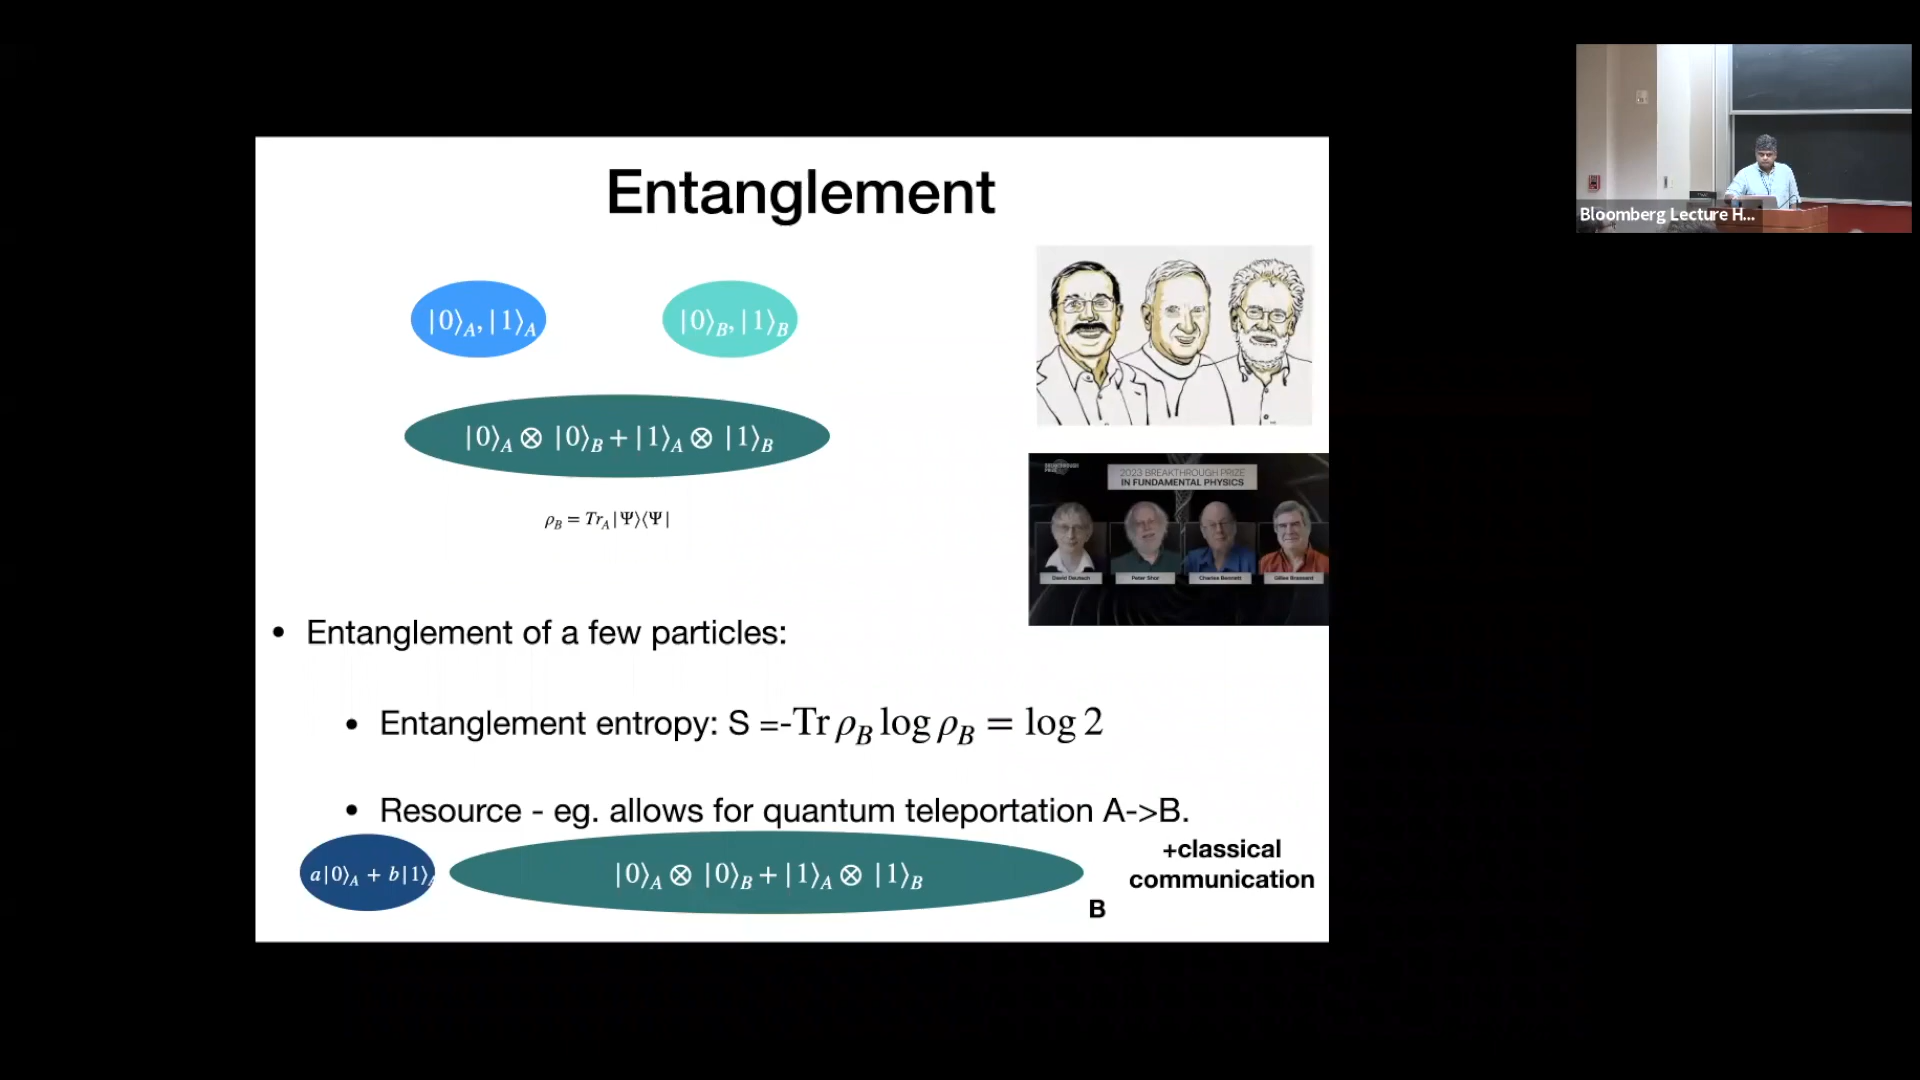 Entanglement
|0⟩_A, |1⟩_A
|0⟩_B, |1⟩_B
|0⟩_A ⊗ |0⟩_B + |1⟩_A ⊗ |1⟩_B
ρ_B = Tr_A |Ψ⟩⟨Ψ|
BREAKTHROUGH
PRIZE
2023 BREAKTHROUGH PRIZE
IN FUNDAMENTAL PHYSICS
David Deutsch
Peter Shor
Charles Bennett
Gilles Brassard
• Entanglement of a few particles:
• Entanglement entropy: S =-Tr ρ_B log ρ_B = log 2
• Resource - eg. allows for quantum teleportation A->B.
a|0⟩_A + b|1⟩
|0⟩_A ⊗ |0⟩_B + |1⟩_A ⊗ |1⟩_B
B
+classical
communication
Bloomberg Lecture H...